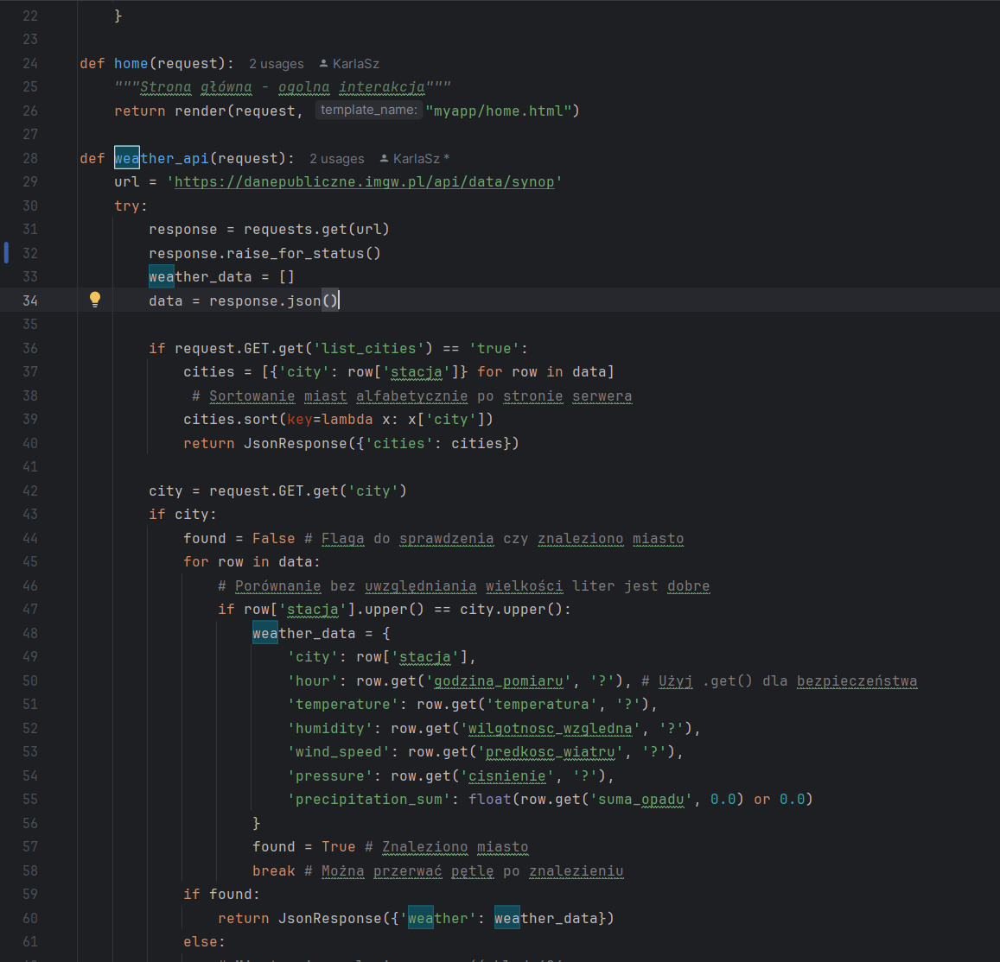 22 }
23
24 def home(request): 2 usages KarlaSz
25 """Strona główna - ogolna interakcja"""
26 return render(request, template_name: "myapp/home.html")
27
28 def weather_api(request): 2 usages KarlaSz *
29 url = 'https://danepubliczne.imgw.pl/api/data/synop'
30 try:
31 response = requests.get(url)
32 response.raise_for_status()
33 weather_data = []
34 data = response.json()
35
36 if request.GET.get('list_cities') == 'true':
37 cities = [{'city': row['stacja']} for row in data]
38 # Sortowanie miast alfabetycznie po stronie serwera
39 cities.sort(key=lambda x: x['city'])
40 return JsonResponse({'cities': cities})
41
42 city = request.GET.get('city')
43 if city:
44 found = False # Flaga do sprawdzenia czy znaleziono miasto
45 for row in data:
46 # Porównanie bez uwzględniania wielkości liter jest dobre
47 if row['stacja'].upper() == city.upper():
48 weather_data = {
49 'city': row['stacja'],
50 'hour': row.get('godzina_pomiaru', '?'), # Użyj .get() dla bezpieczeństwa
51 'temperature': row.get('temperatura', '?'),
52 'humidity': row.get('wilgotnosc_wzgledna', '?'),
53 'wind_speed': row.get('predkosc_wiatru', '?'),
54 'pressure': row.get('cisnienie', '?'),
55 'precipitation_sum': float(row.get('suma_opadu', 0.0) or 0.0)
56 }
57 found = True # Znaleziono miasto
58 break # Można przerwać pętlę po znalezieniu
59 if found:
60 return JsonResponse({'weather': weather_data})
61 else: